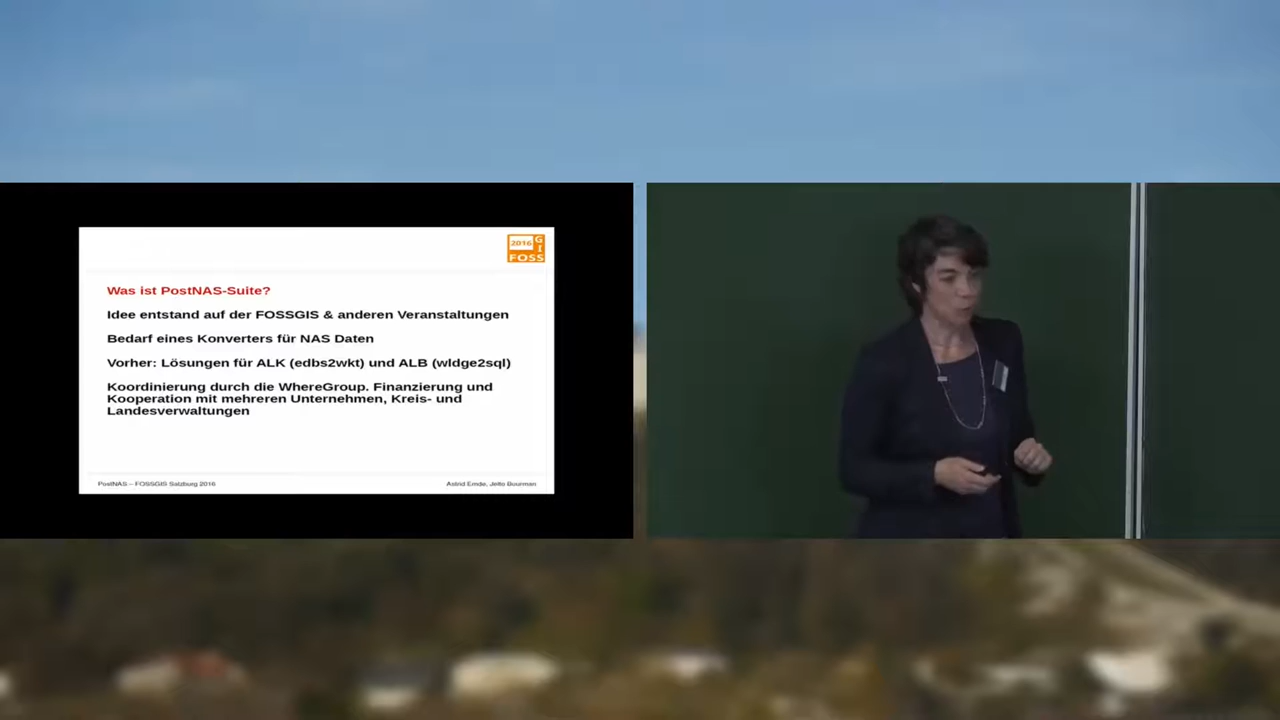 2016
G
I
FOSS
Was ist PostNAS-Suite?
Idee entstand auf der FOSSGIS & anderen Veranstaltungen
Bedarf eines Konverters für NAS Daten
Vorher: Lösungen für ALK (edbs2wkt) und ALB (wldge2sql)
Koordinierung durch die WhereGroup. Finanzierung und
Kooperation mit mehreren Unternehmen, Kreis- und
Landesverwaltungen
PostNAS – FOSSGIS Salzburg 2016
Astrid Emde, Jelto Buurman